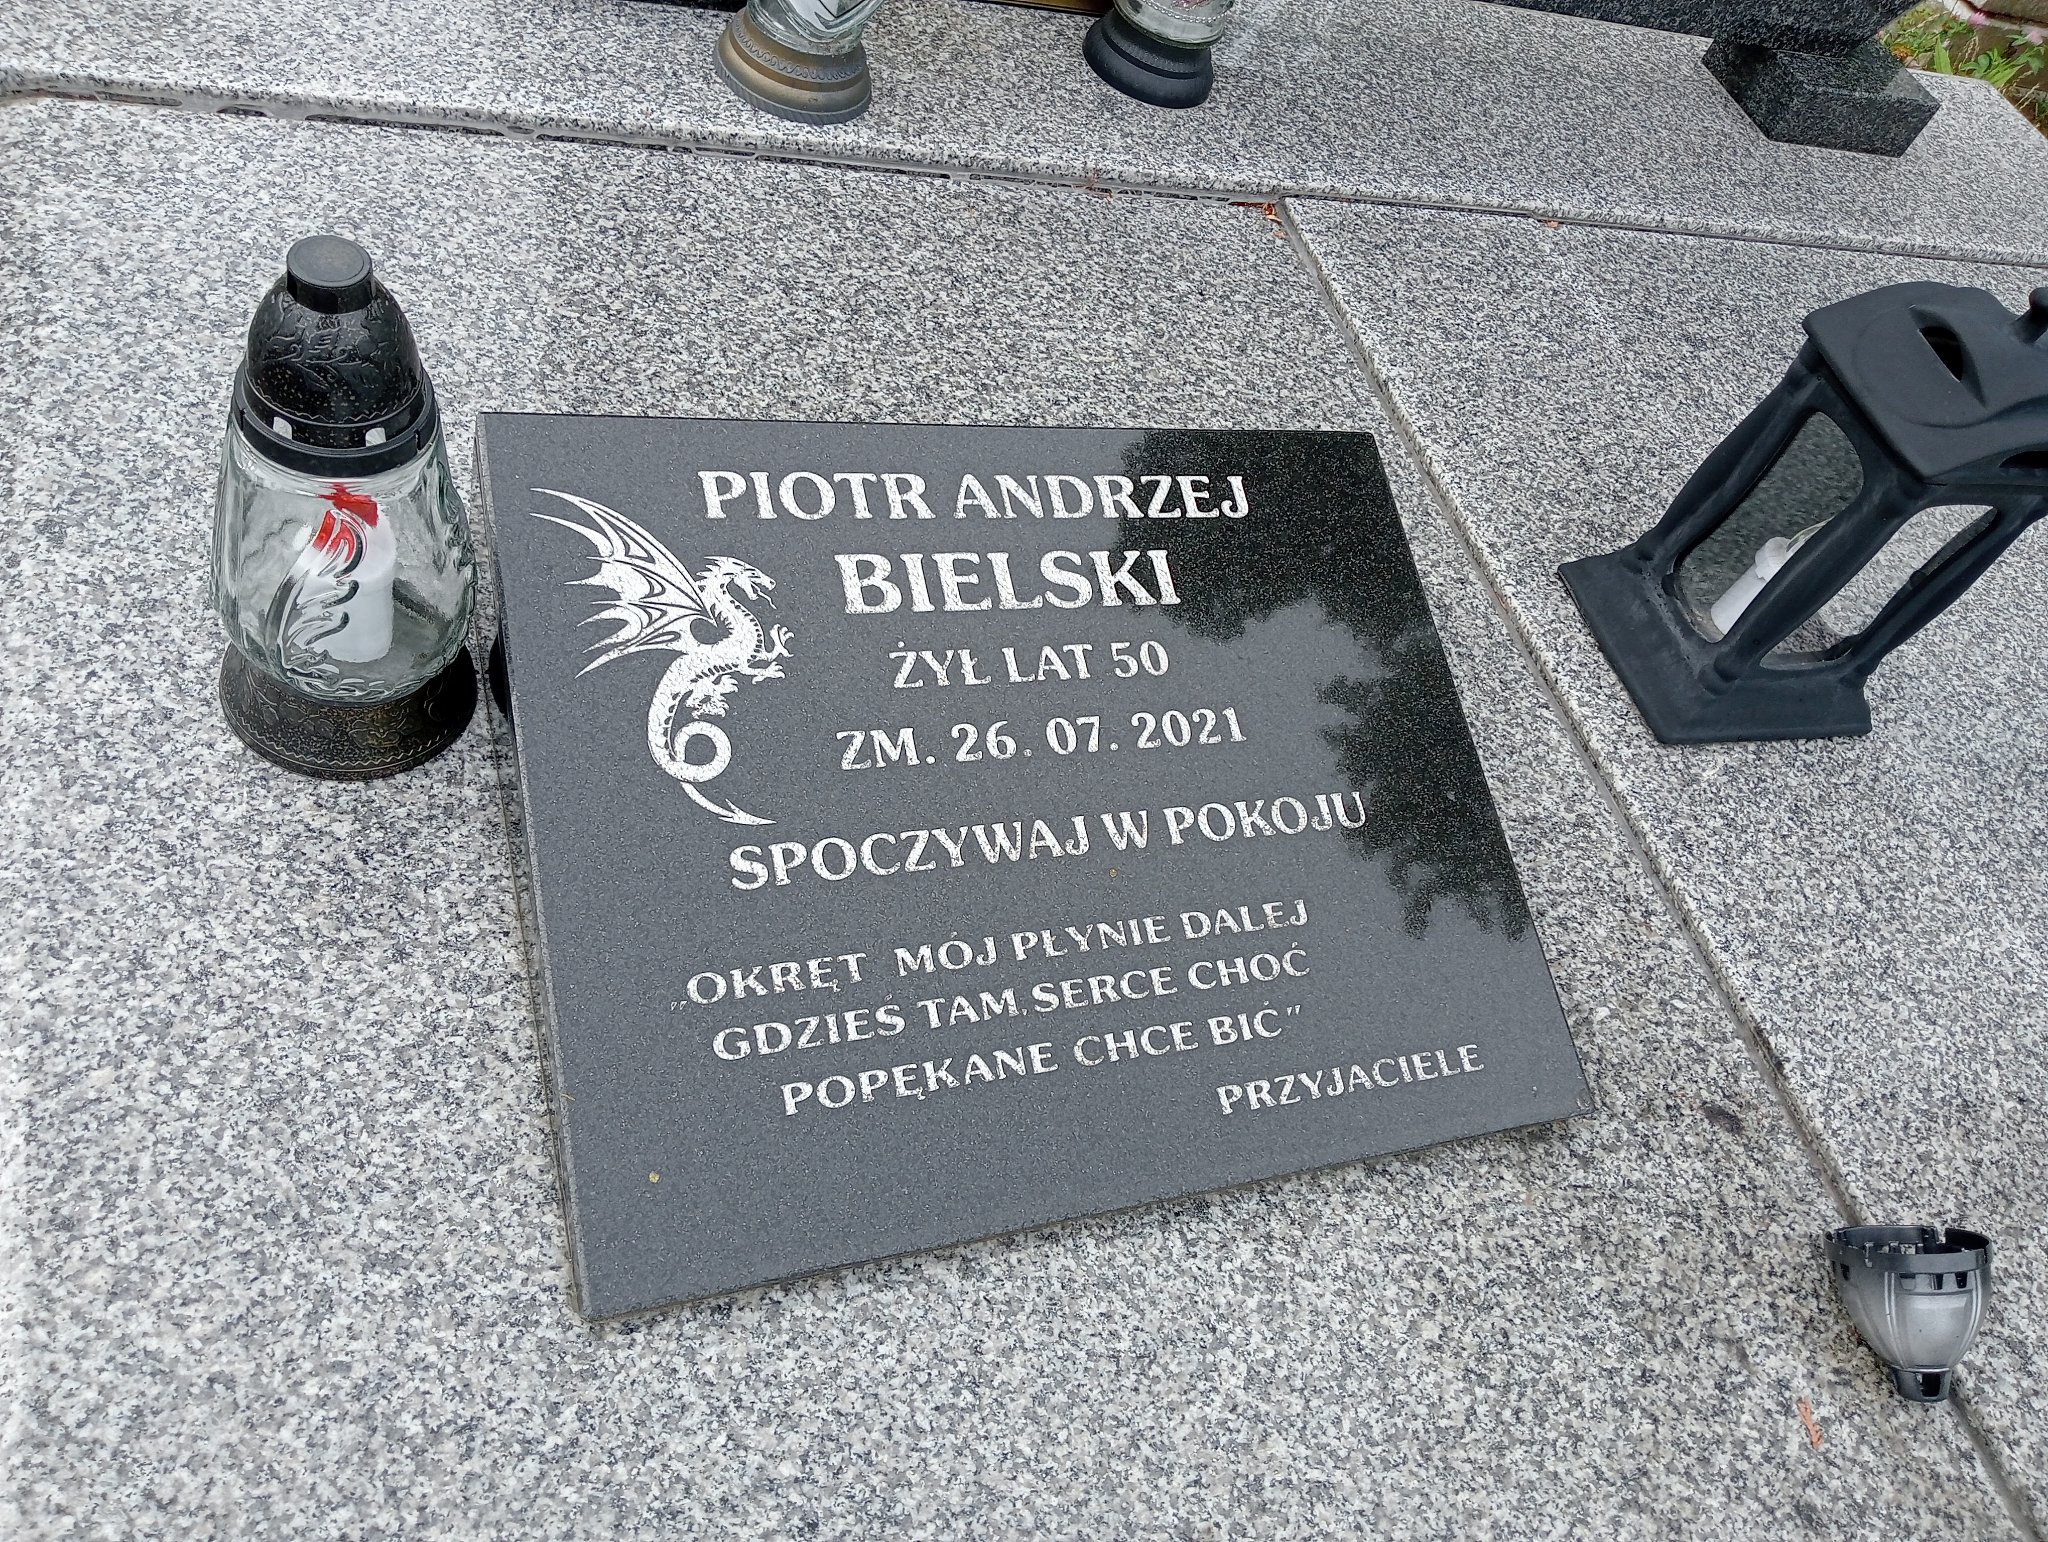 PIOTR ANDRZEJ
BIELSKI
ŻYŁ LAT 50
ZM. 26. 07. 2021
SPOCZYWAJ W POKOJU
„OKRĘT MÓJ PŁYNIE DALEJ
GDZIEŚ TAM, SERCE CHOĆ
POPĘKANE CHCE BIĆ"
PRZYJACIELE